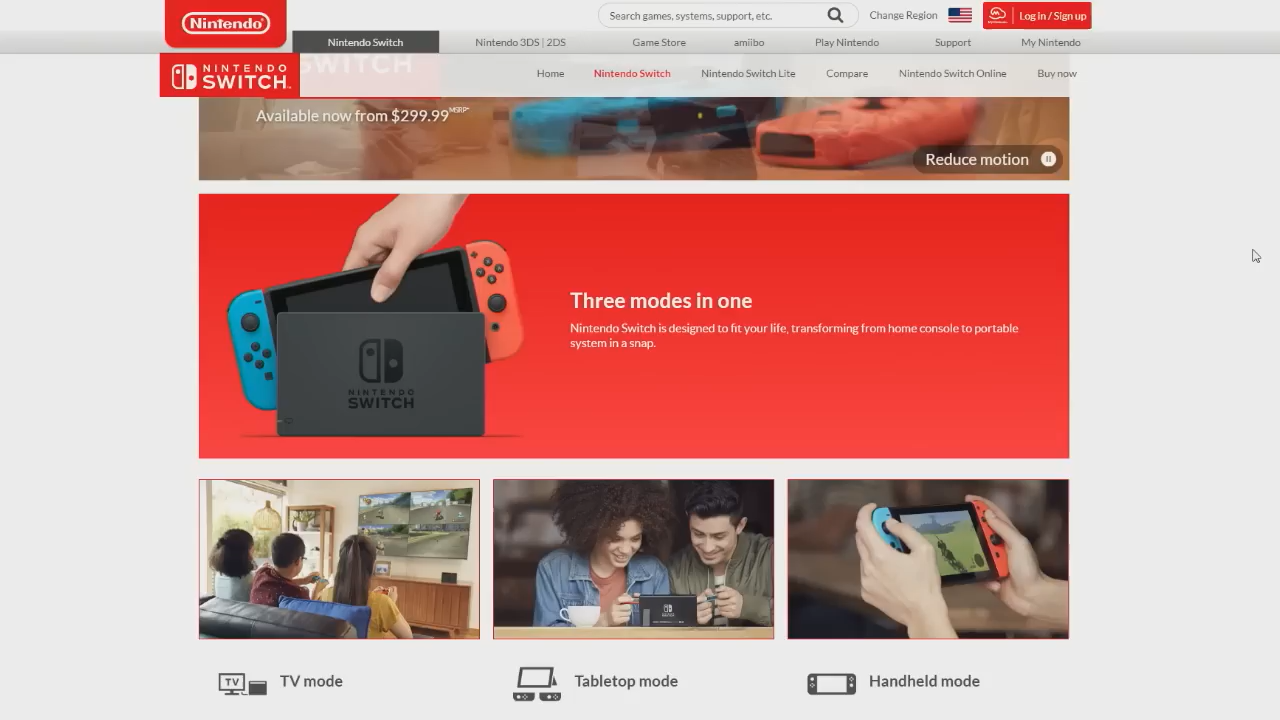 Nintendo
Search games, systems, support, etc.
Change Region
Log in / Sign up
Nintendo Switch
Nintendo 3DS | 2DS
Game Store
amiibo
Play Nintendo
Support
My Nintendo
NINTENDO
SWITCH
SWITCH
Home
Nintendo Switch
Nintendo Switch Lite
Compare
Nintendo Switch Online
Buy now
Available now from $299.99 MSRP*
Reduce motion
NINTENDO
SWITCH
Three modes in one
Nintendo Switch is designed to fit your life, transforming from home console to portable
system in a snap.
TV
TV mode
Tabletop mode
Handheld mode